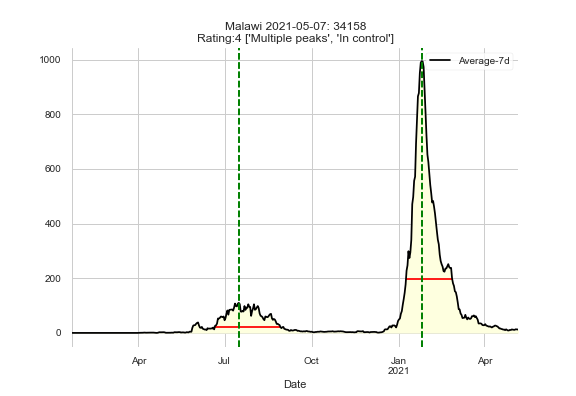 Malawi 2021-05-07: 34158
Rating:4 ['Multiple peaks', 'In control']
Average-7d
1000
800
600
400
200
0
Apr
Jul
Oct
Jan
2021
Apr
Date